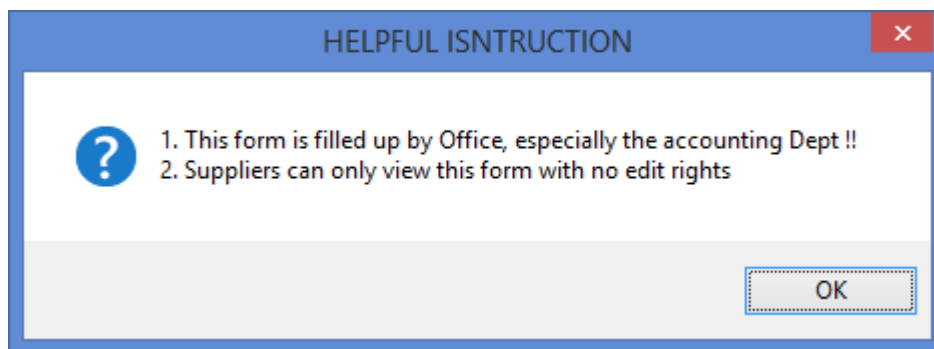 HELPFUL ISNTRUCTION
1. This form is filled up by Office, especially the accounting Dept !!
2. Suppliers can only view this form with no edit rights
OK